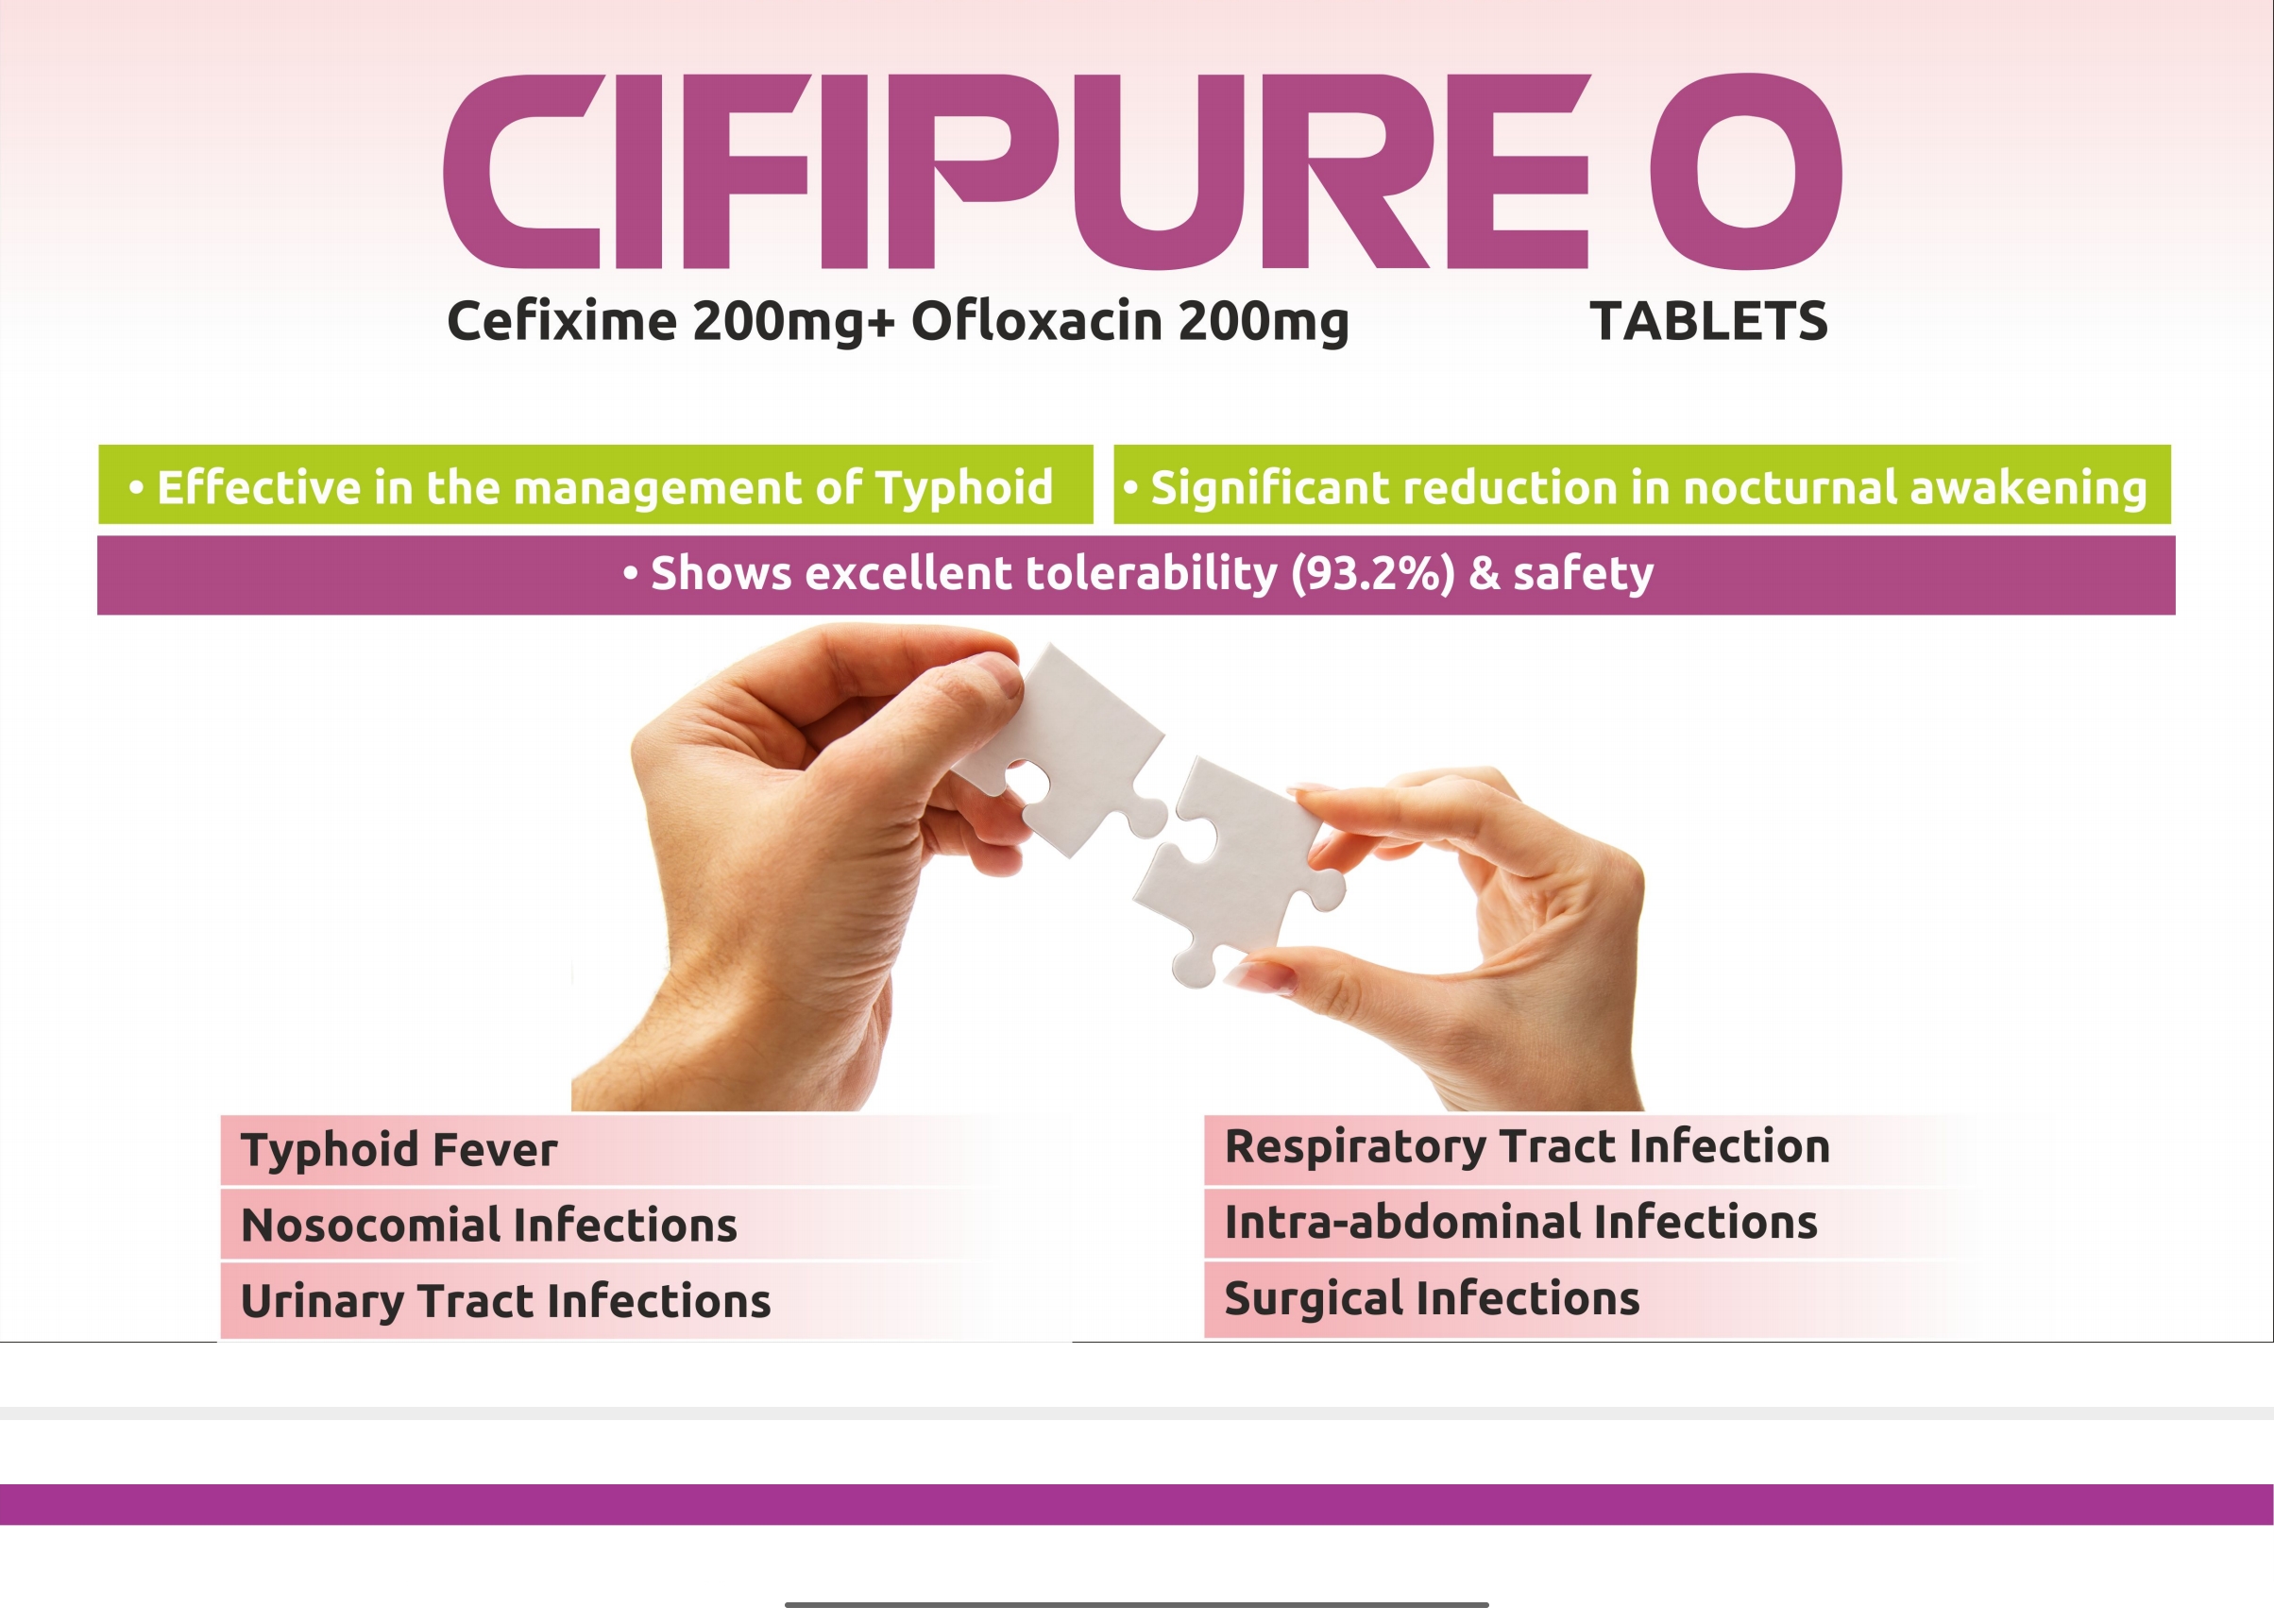 CIFIPURE O
Cefixime 200mg+ Ofloxacin 200mg TABLETS
• Effective in the management of Typhoid
• Significant reduction in nocturnal awakening
• Shows excellent tolerability (93.2%) & safety
Typhoid Fever
Nosocomial Infections
Urinary Tract Infections
Respiratory Tract Infection
Intra-abdominal Infections
Surgical Infections